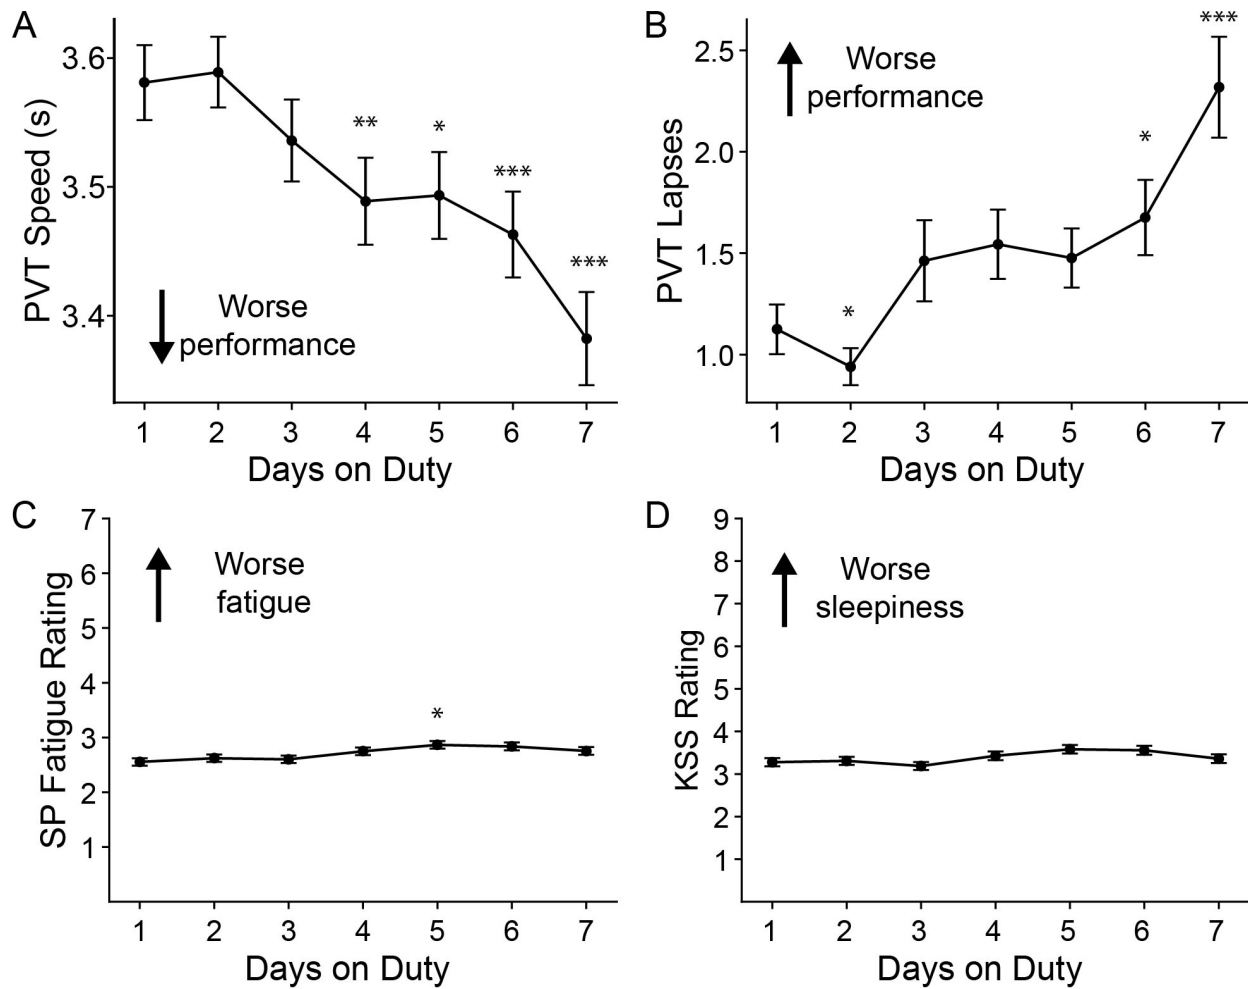 A
PVT Speed (s)
3.6
3.5
3.4
**
*
***
***
Worse
performance
1 2 3 4 5 6 7
Days on Duty
B
PVT Lapses
2.5
2.0
1.5
1.0
Worse
performance
*
*
***
1 2 3 4 5 6 7
Days on Duty
C
SP Fatigue Rating
7
6
5
4
3
2
1
Worse
fatigue
*
1 2 3 4 5 6 7
Days on Duty
D
KSS Rating
9
8
7
6
5
4
3
2
1
Worse
sleepiness
1 2 3 4 5 6 7
Days on Duty